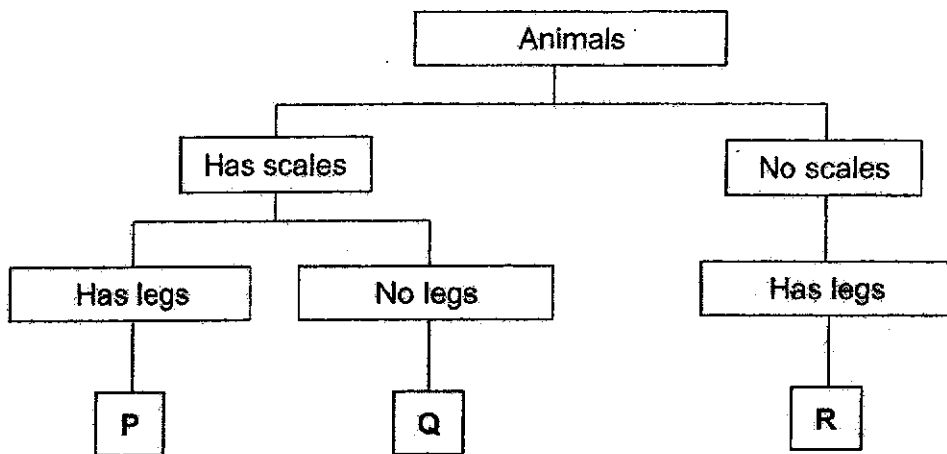 Animals
Has scales
No scales
Has legs
No legs
Has legs
P
Q
R